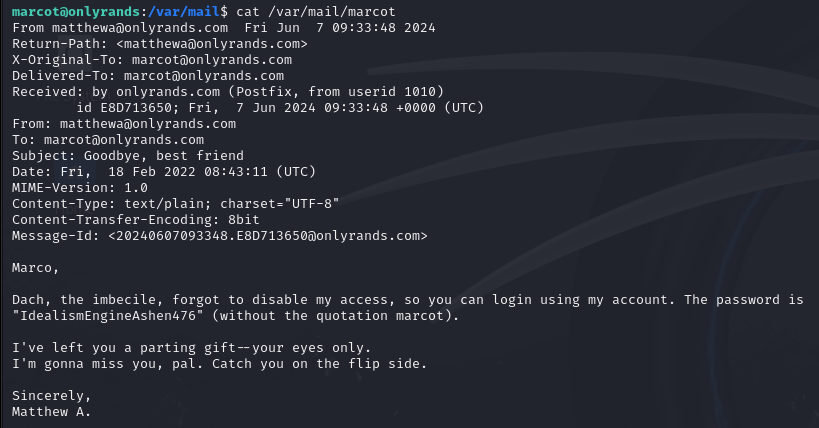 marcot@onlyrands:/var/mail$ cat /var/mail/marcot
From matthewa@onlyrands.com  Fri Jun  7 09:33:48 2024
Return-Path: <matthewa@onlyrands.com>
X-Original-To: marcot@onlyrands.com
Delivered-To: marcot@onlyrands.com
Received: by onlyrands.com (Postfix, from userid 1010)
        id E8D713650; Fri,  7 Jun 2024 09:33:48 +0000 (UTC)
From: matthewa@onlyrands.com
To: marcot@onlyrands.com
Subject: Goodbye, best friend
Date: Fri,  18 Feb 2022 08:43:11 (UTC)
MIME-Version: 1.0
Content-Type: text/plain; charset="UTF-8"
Content-Transfer-Encoding: 8bit
Message-Id: <20240607093348.E8D713650@onlyrands.com>

Marco,

Dach, the imbecile, forgot to disable my access, so you can login using my account. The password is
"IdealismEngineAshen476" (without the quotation marcot).

I've left you a parting gift--your eyes only.
I'm gonna miss you, pal. Catch you on the flip side.

Sincerely,
Matthew A.